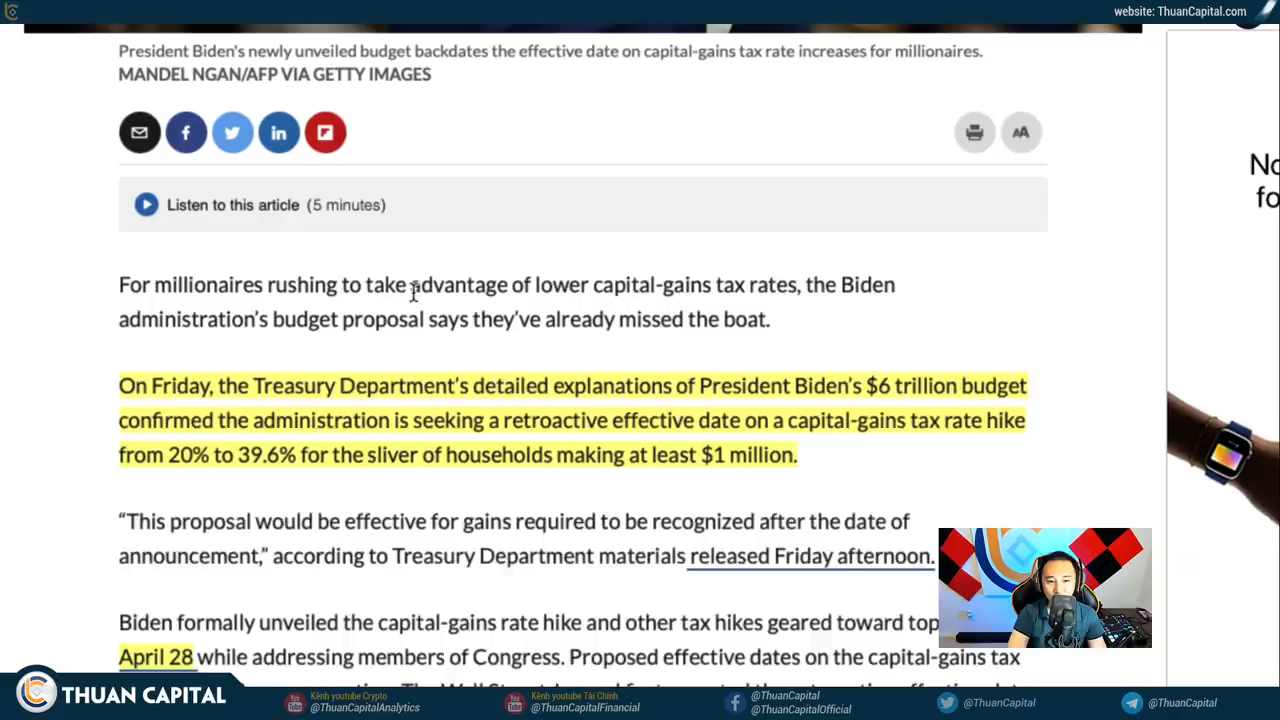 website: ThuanCapital.com
President Biden's newly unveiled budget backdates the effective date on capital-gains tax rate increases for millionaires.
MANDEL NGAN/AFP VIA GETTY IMAGES
AA
Listen to this article (5 minutes)
For millionaires rushing to take advantage of lower capital-gains tax rates, the Biden
administration's budget proposal says they've already missed the boat.
On Friday, the Treasury Department's detailed explanations of President Biden's $6 trillion budget
confirmed the administration is seeking a retroactive effective date on a capital-gains tax rate hike
from 20% to 39.6% for the sliver of households making at least $1 million.
“This proposal would be effective for gains required to be recognized after the date of
announcement,” according to Treasury Department materials released Friday afternoon.
Biden formally unveiled the capital-gains rate hike and other tax hikes geared toward top
April 28 while addressing members of Congress. Proposed effective dates on the capital-gains tax
THUAN CAPITAL
Kênh youtube Crypto
@ThuanCapitalAnalytics
Kênh youtube Tài Chính
@ThuanCapitalFinancial
@ThuanCapital
@ThuanCapitalOfficial
@ThuanCapital
@ThuanCapital